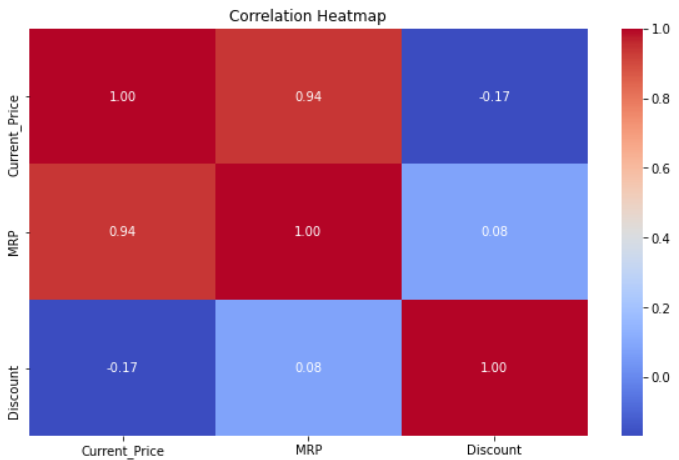 Correlation Heatmap
Current_Price 1.00 0.94 -0.17
MRP 0.94 1.00 0.08
Discount -0.17 0.08 1.00
Current_Price MRP Discount
1.0
0.8
0.6
0.4
0.2
0.0